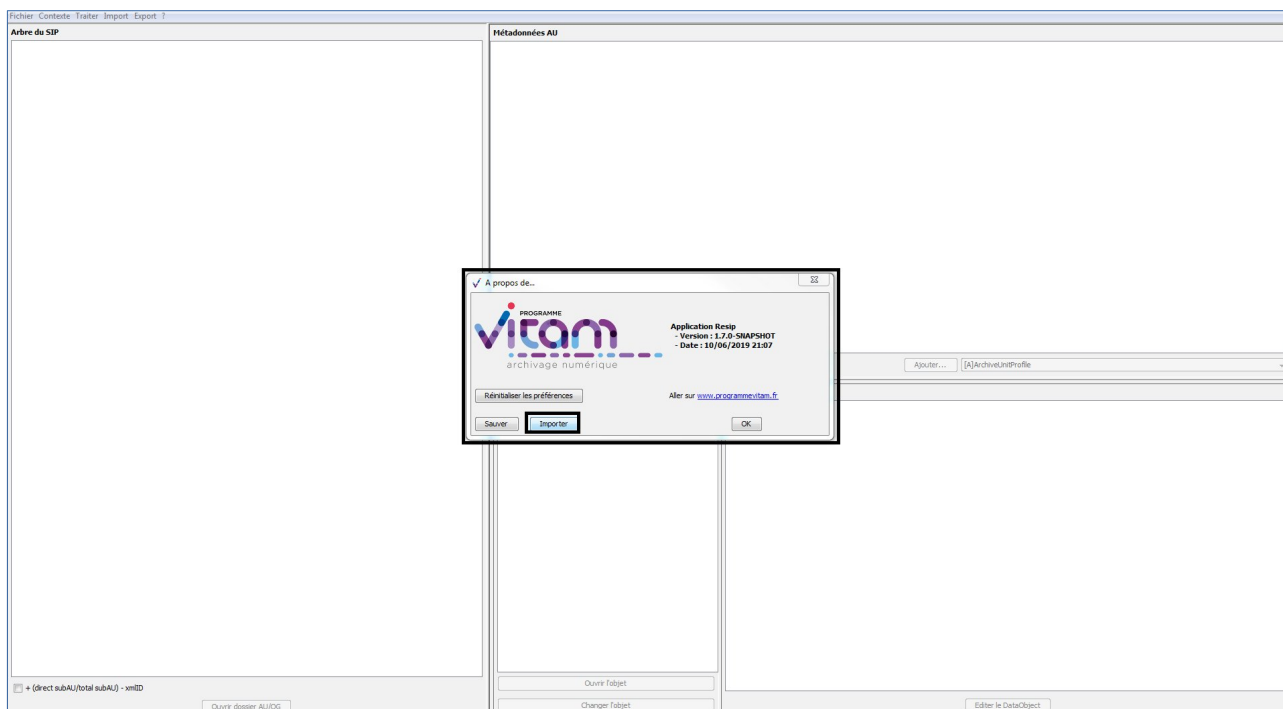 Fichier Contexte Traiter Import Export ?
Arbre du SIP
Métadonnées AU
A propos de...
PROGRAMME
vitam
archivage numérique
Application Resip
- Version : 1.7.0-SNAPSHOT
- Date : 10/06/2019 21:07
Réinitialiser les préférences
Aller sur www.programmevitam.fr
Sauver
Importer
OK
Ajouter...
[A]ArchiveUnitProfile
+ (direct subAU/total subAU) - xmlID
Ouvrir dossier AU/OG
Ouvrir l'objet
Changer l'objet
Editer le DataObject